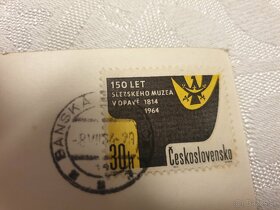 150 LET
SLEZSKÉHO MUZEA
V OPAVĚ 1814
1964
30h
Československo
BANSKÁ